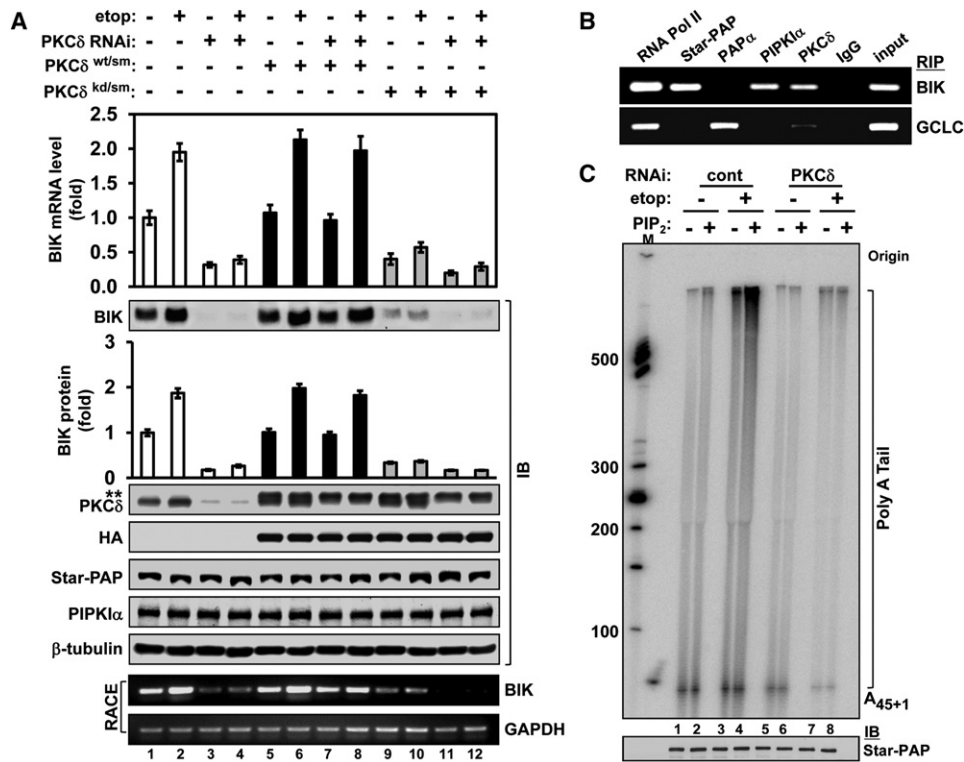 A
etop: - + - + - + - + - + - +
PKCδ RNAi: - - + + - - + + - - + +
PKCδ wt/sm - - - - + + + + - - - -
PKCδ kd/sm - - - - - - - - + + + +
BIK mRNA level
(fold)
2.5
2.0
1.5
1.0
0.5
0.0
BIK
BIK protein
(fold)
2
1
0
**
PKCδ
HA
Star-PAP
PIPKIα
β-tubulin
IB
RACE
BIK
GAPDH
1 2 3 4 5 6 7 8 9 10 11 12
B
RNA Pol II
Star-PAP
PAPα
PIPKIα
PKCδ
IgG
input
RIP
BIK
GCLC
C
RNAi: cont PKCδ
etop: - + - +
PIP2: - + - + - + - +
M
Origin
500
300
200
100
Poly A Tail
A45+1
1 2 3 4 5 6 7 8
IB
Star-PAP